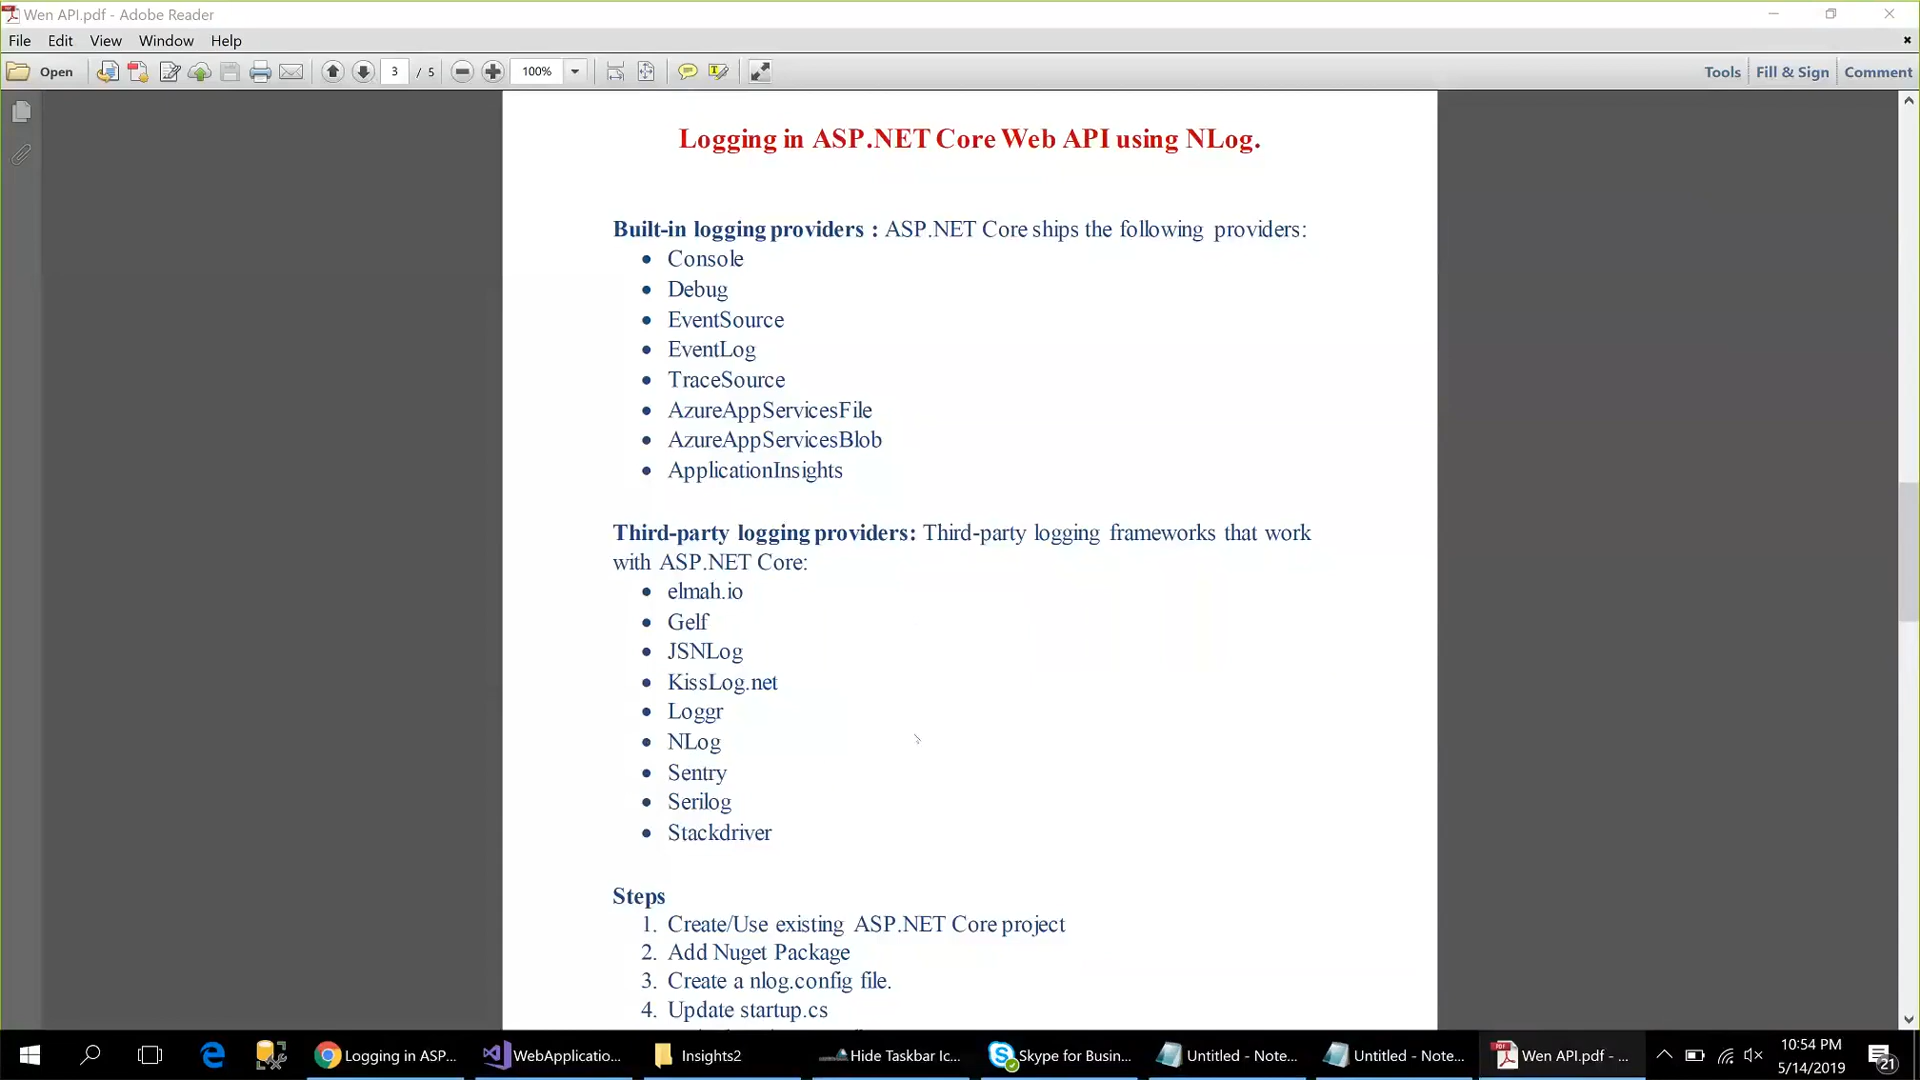 Wen API.pdf - Adobe Reader
File Edit View Window Help
Open 3 / 5 100% Tools Fill & Sign Comment
Logging in ASP.NET Core Web API using NLog.
Built-in logging providers : ASP.NET Core ships the following providers:
• Console
• Debug
• EventSource
• EventLog
• TraceSource
• AzureAppServicesFile
• AzureAppServicesBlob
• ApplicationInsights
Third-party logging providers: Third-party logging frameworks that work
with ASP.NET Core:
• elmah.io
• Gelf
• JSNLog
• KissLog.net
• Loggr
• NLog
• Sentry
• Serilog
• Stackdriver
Steps
1. Create/Use existing ASP.NET Core project
2. Add Nuget Package
3. Create a nlog.config file.
4. Update startup.cs
Logging in ASP... WebApplicatio... Insights2 Hide Taskbar Ic... Skype for Busin... Untitled - Note... Untitled - Note... Wen API.pdf - ... 10:54 PM
5/14/2019 21